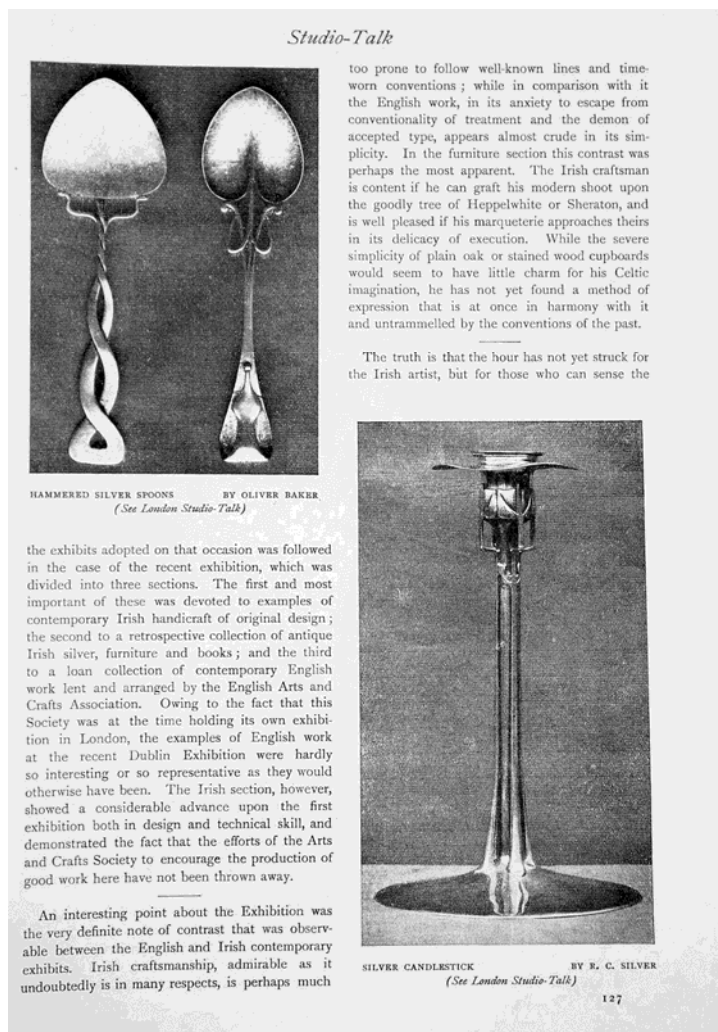 Studio-Talk
HAMMERED SILVER SPOONS BY OLIVER BAKER
(See London Studio-Talk)
the exhibits adopted on that occasion was followed
in the case of the recent exhibition, which was
divided into three sections. The first and most
important of these was devoted to examples of
contemporary Irish handicraft of original design;
the second to a retrospective collection of antique
Irish silver, furniture and books; and the third
to a loan collection of contemporary English
work lent and arranged by the English Arts and
Crafts Association. Owing to the fact that this
Society was at the time holding its own exhibi-
tion in London, the examples of English work
at the recent Dublin Exhibition were hardly
so interesting or so representative as they would
otherwise have been. The Irish section, however,
showed a considerable advance upon the first
exhibition both in design and technical skill, and
demonstrated the fact that the efforts of the Arts
and Crafts Society to encourage the production of
good work here have not been thrown away.
An interesting point about the Exhibition was
the very definite note of contrast that was observ-
able between the English and Irish contemporary
exhibits. Irish craftsmanship, admirable as it
undoubtedly is in many respects, is perhaps much
too prone to follow well-known lines and time-
worn conventions; while in comparison with it
the English work, in its anxiety to escape from
conventionality of treatment and the demon of
accepted type, appears almost crude in its sim-
plicity. In the furniture section this contrast was
perhaps the most apparent. The Irish craftsman
is content if he can graft his modern shoot upon
the goodly tree of Heppelwhite or Sheraton, and
is well pleased if his marqueterie approaches theirs
in its delicacy of execution. While the severe
simplicity of plain oak or stained wood cupboards
would seem to have little charm for his Celtic
imagination, he has not yet found a method of
expression that is at once in harmony with it
and untrammelled by the conventions of the past.
The truth is that the hour has not yet struck for
the Irish artist, but for those who can sense the
SILVER CANDLESTICK BY R. C. SILVER
(See London Studio-Talk)
127